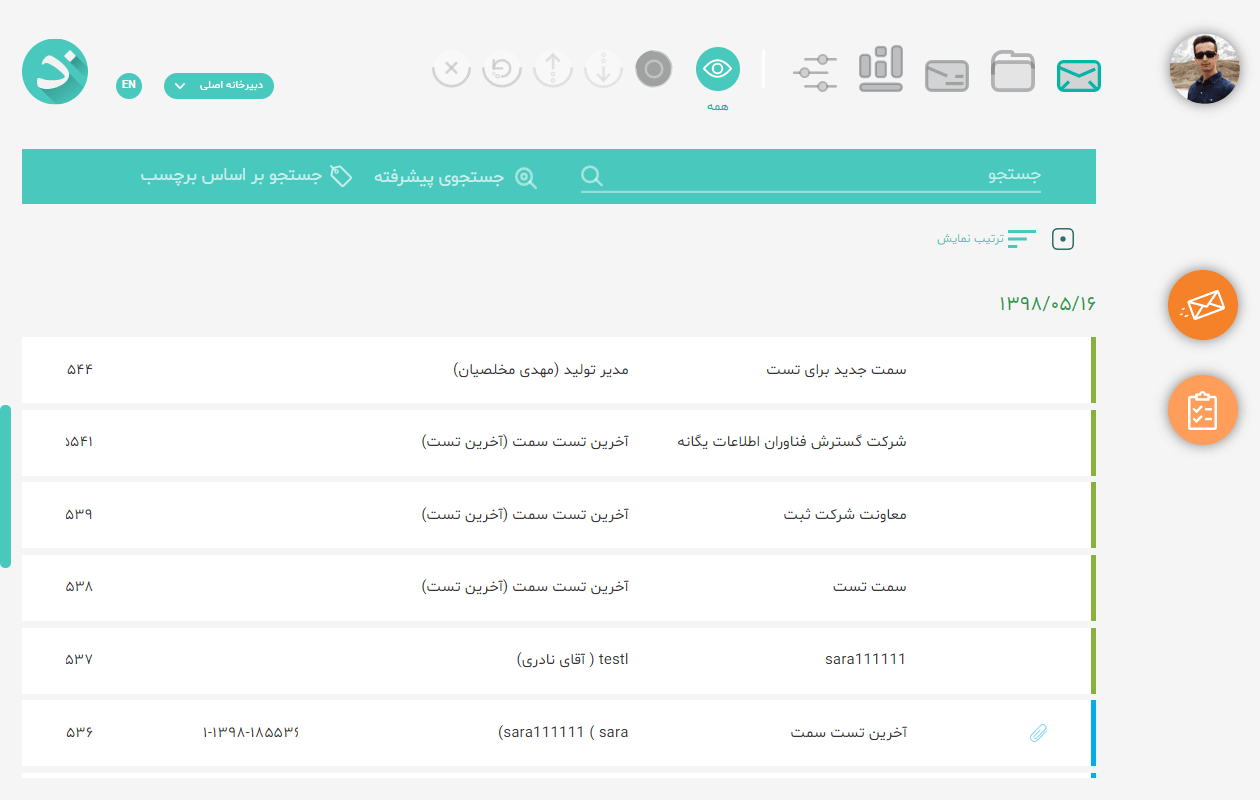 دبیرخانه اصلی
EN
همه
جستجو
جستجوی پیشرفته
جستجو بر اساس برچسب
ترتیب نمایش
۱۳۹۸/۰۵/۱۶
سمت جدید برای تست مدیر تولید (مهدی مخلصیان) ۵۴۴
شرکت گسترش فناوران اطلاعات یگانه آخرین تست سمت (آخرین تست) ۵۵۴۱
معاونت شرکت ثبت آخرین تست سمت (آخرین تست) ۵۳۹
سمت تست آخرین تست سمت (آخرین تست) ۵۳۸
sara111111 testا ( آقای نادری) ۵۳۷
آخرین تست سمت sara111111 ( sara) ۱-۱۳۹۸-۱۸۵۵۳۶ ۵۳۶